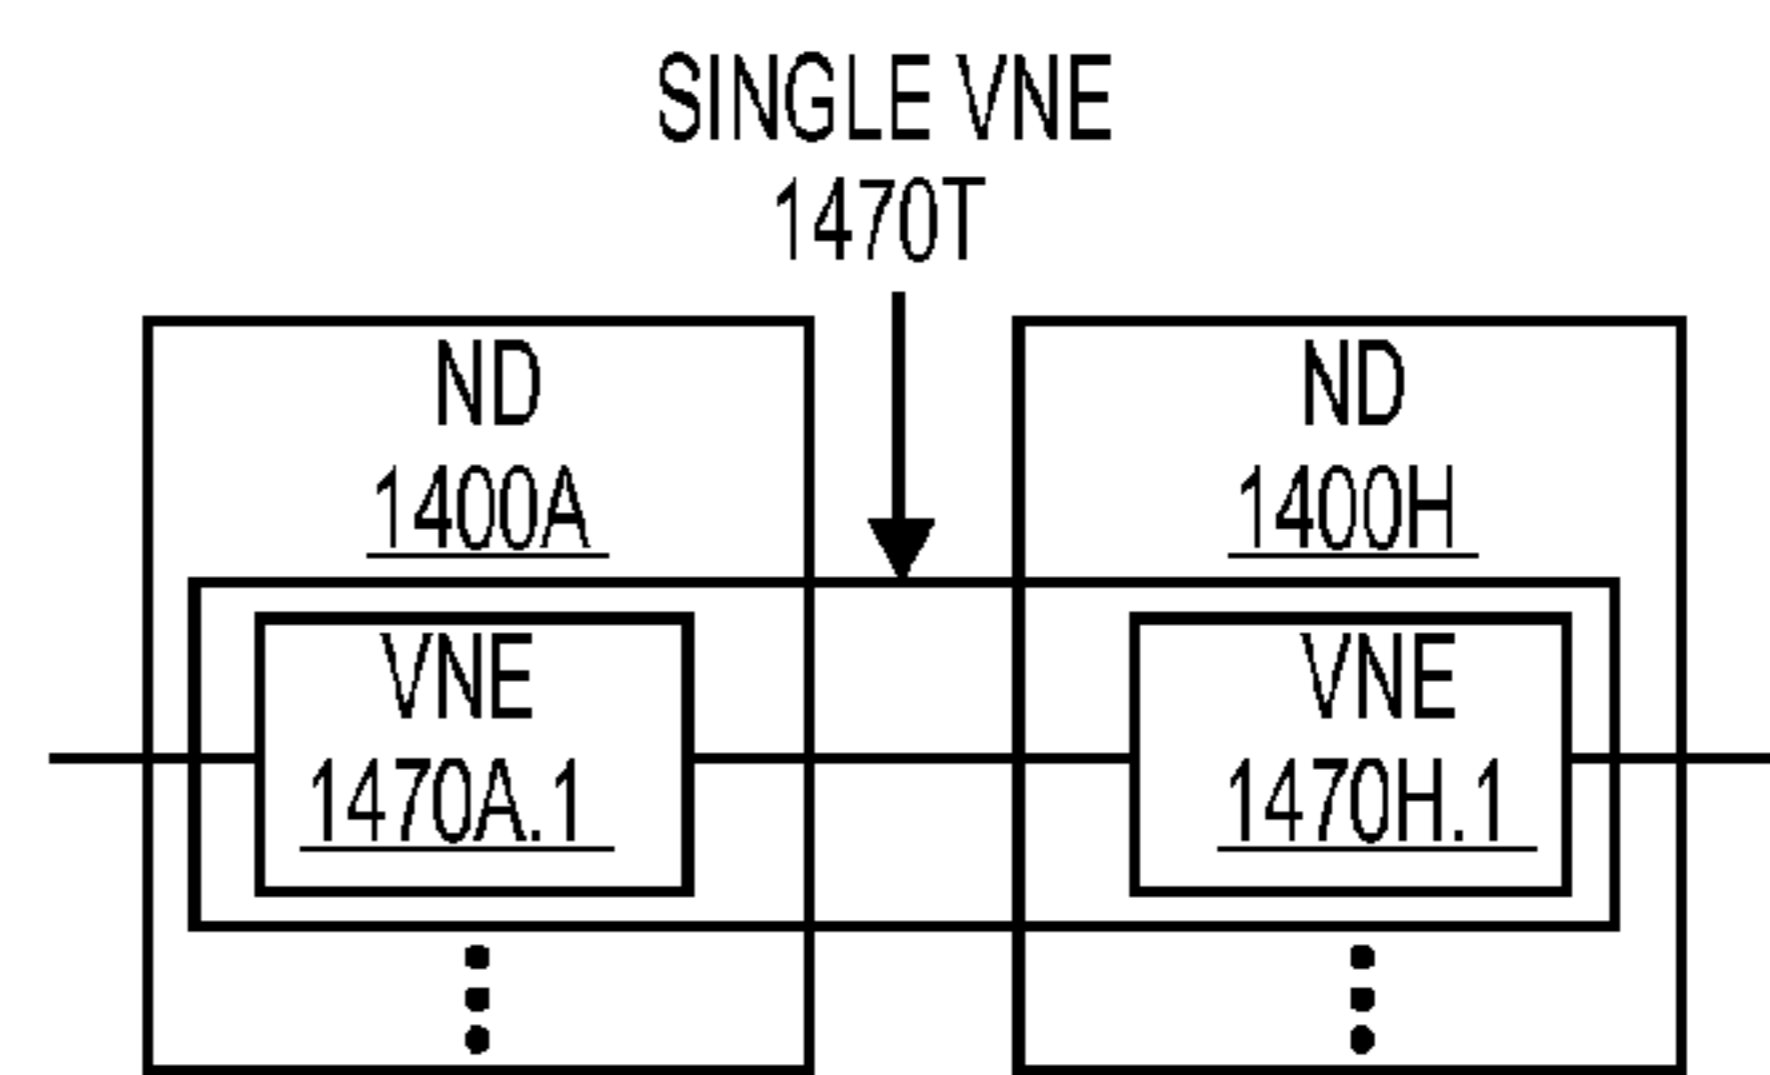 SINGLE VNE
1470T
ND
1400A
ND
1400H
VNE
1470A.1
VNE
1470H.1